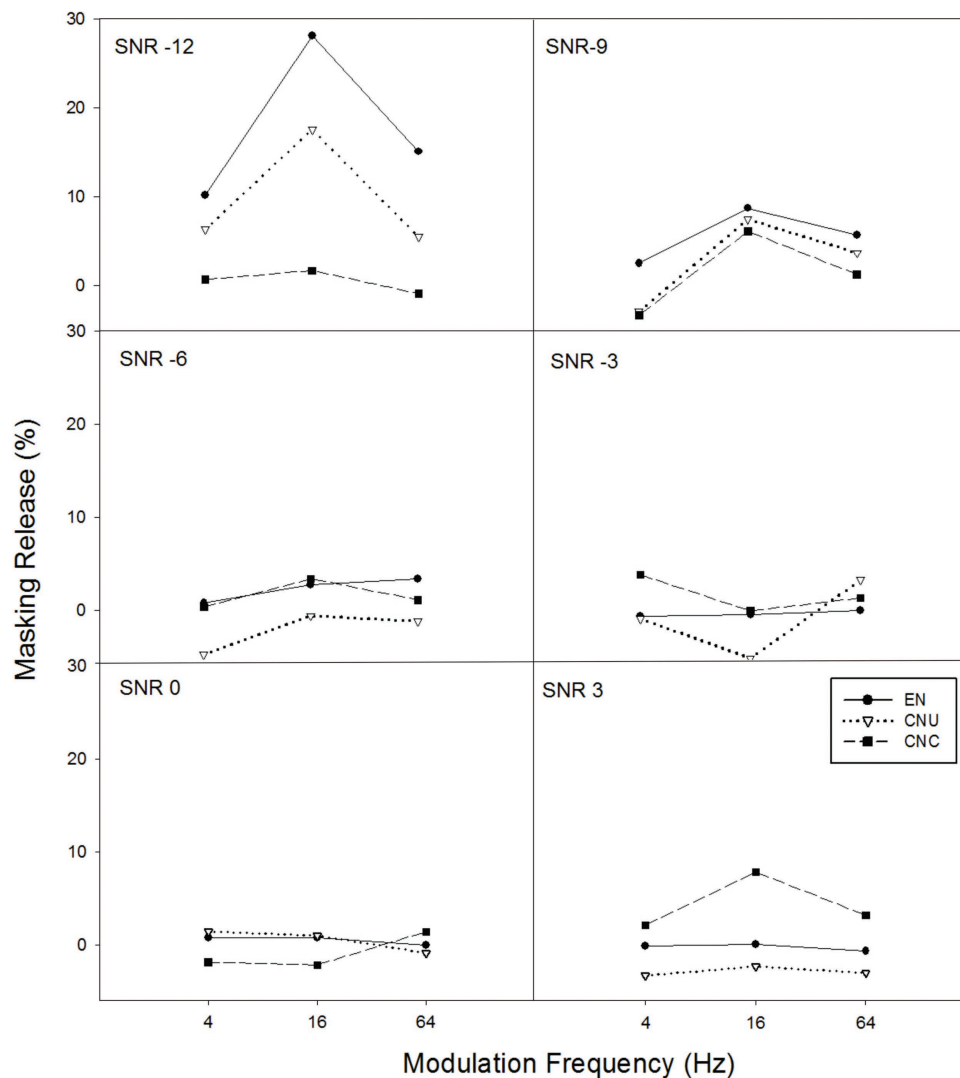 30
SNR -12
SNR-9
20
10
0
30
SNR -6
SNR -3
20
10
0
30
SNR 0
SNR 3
EN
CNU
CNC
20
10
0
4
16
64
4
16
64
Masking Release (%)
Modulation Frequency (Hz)